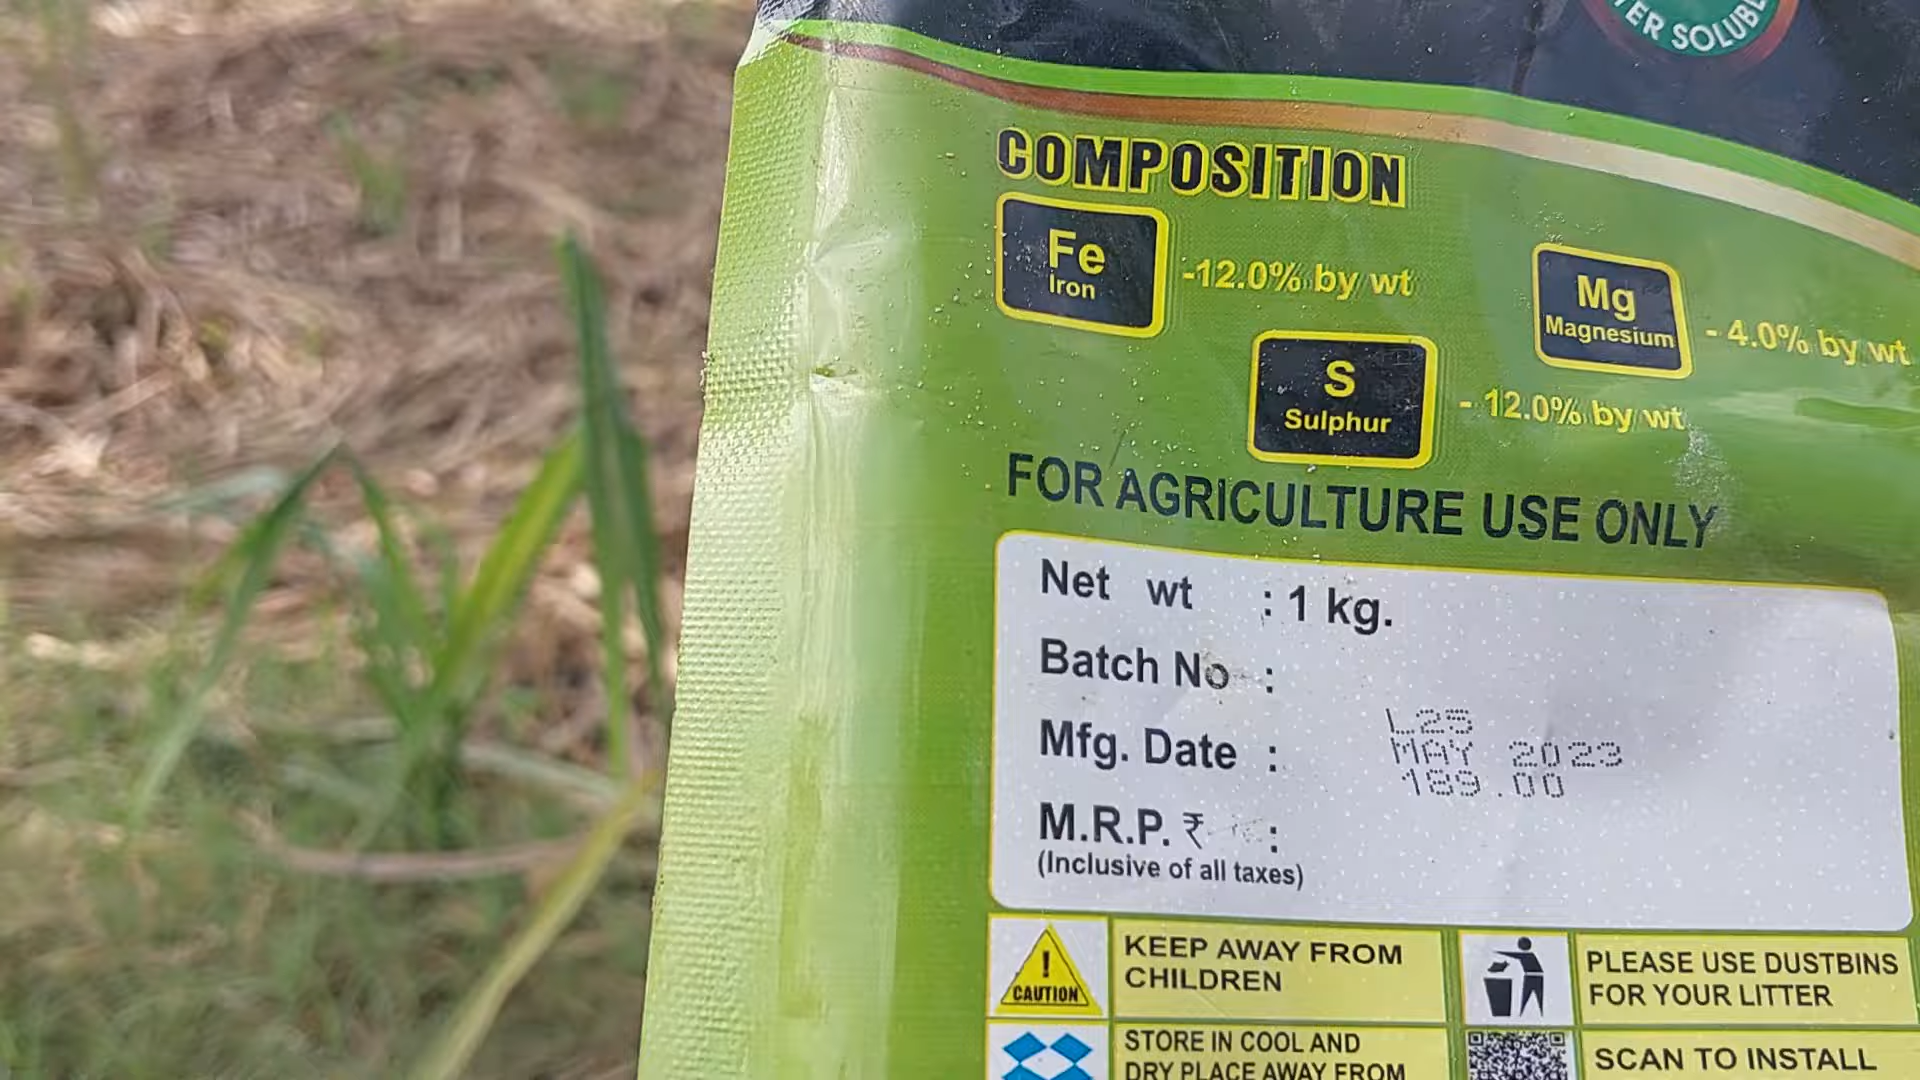 SOLUB
COMPOSITION
Fe
Iron
-12.0% by wt
Mg
Magnesium
- 4.0% by wt
S
Sulphur
- 12.0% by wt
FOR AGRICULTURE USE ONLY
Net wt : 1 kg.
Batch No :
L25
Mfg. Date : MAY 2023
189.00
M.R.P. ₹ :
(Inclusive of all taxes)
!
CAUTION
KEEP AWAY FROM
CHILDREN
PLEASE USE DUSTBINS
FOR YOUR LITTER
STORE IN COOL AND
DRY PLACE AWAY FROM
SCAN TO INSTALL